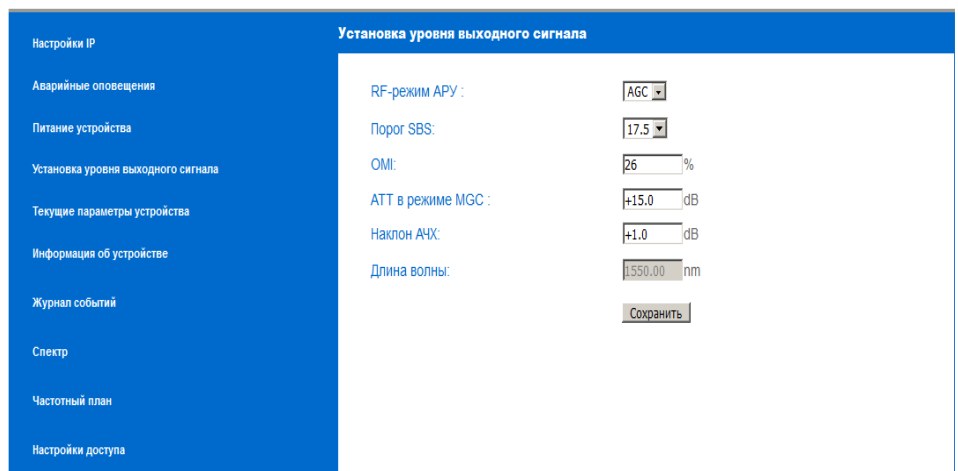 Настройки IP
Аварийные оповещения
Питание устройства
Установка уровня выходного сигнала
Текущие параметры устройства
Информация об устройстве
Журнал событий
Спектр
Частотный план
Настройки доступа
Установка уровня выходного сигнала
RF-режим АРУ : AGC
Порог SBS: 17.5
OMI: 26 %
ATT в режиме MGC : +15.0 dB
Наклон АЧХ: +1.0 dB
Длина волны: 1550.00 nm
Сохранить